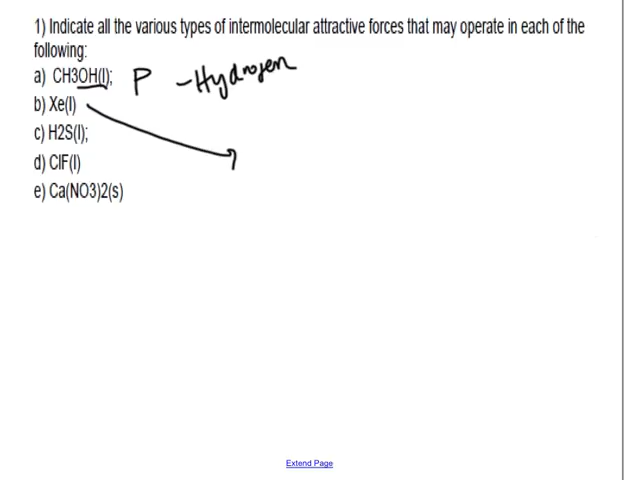 1) Indicate all the various types of intermolecular attractive forces that may operate in each of the
following:
a) CH3OH(l); P -Hydrogen
b) Xe(l)
c) H2S(l);
d) ClF(l)
e) Ca(NO3)2(s)
Extend Page